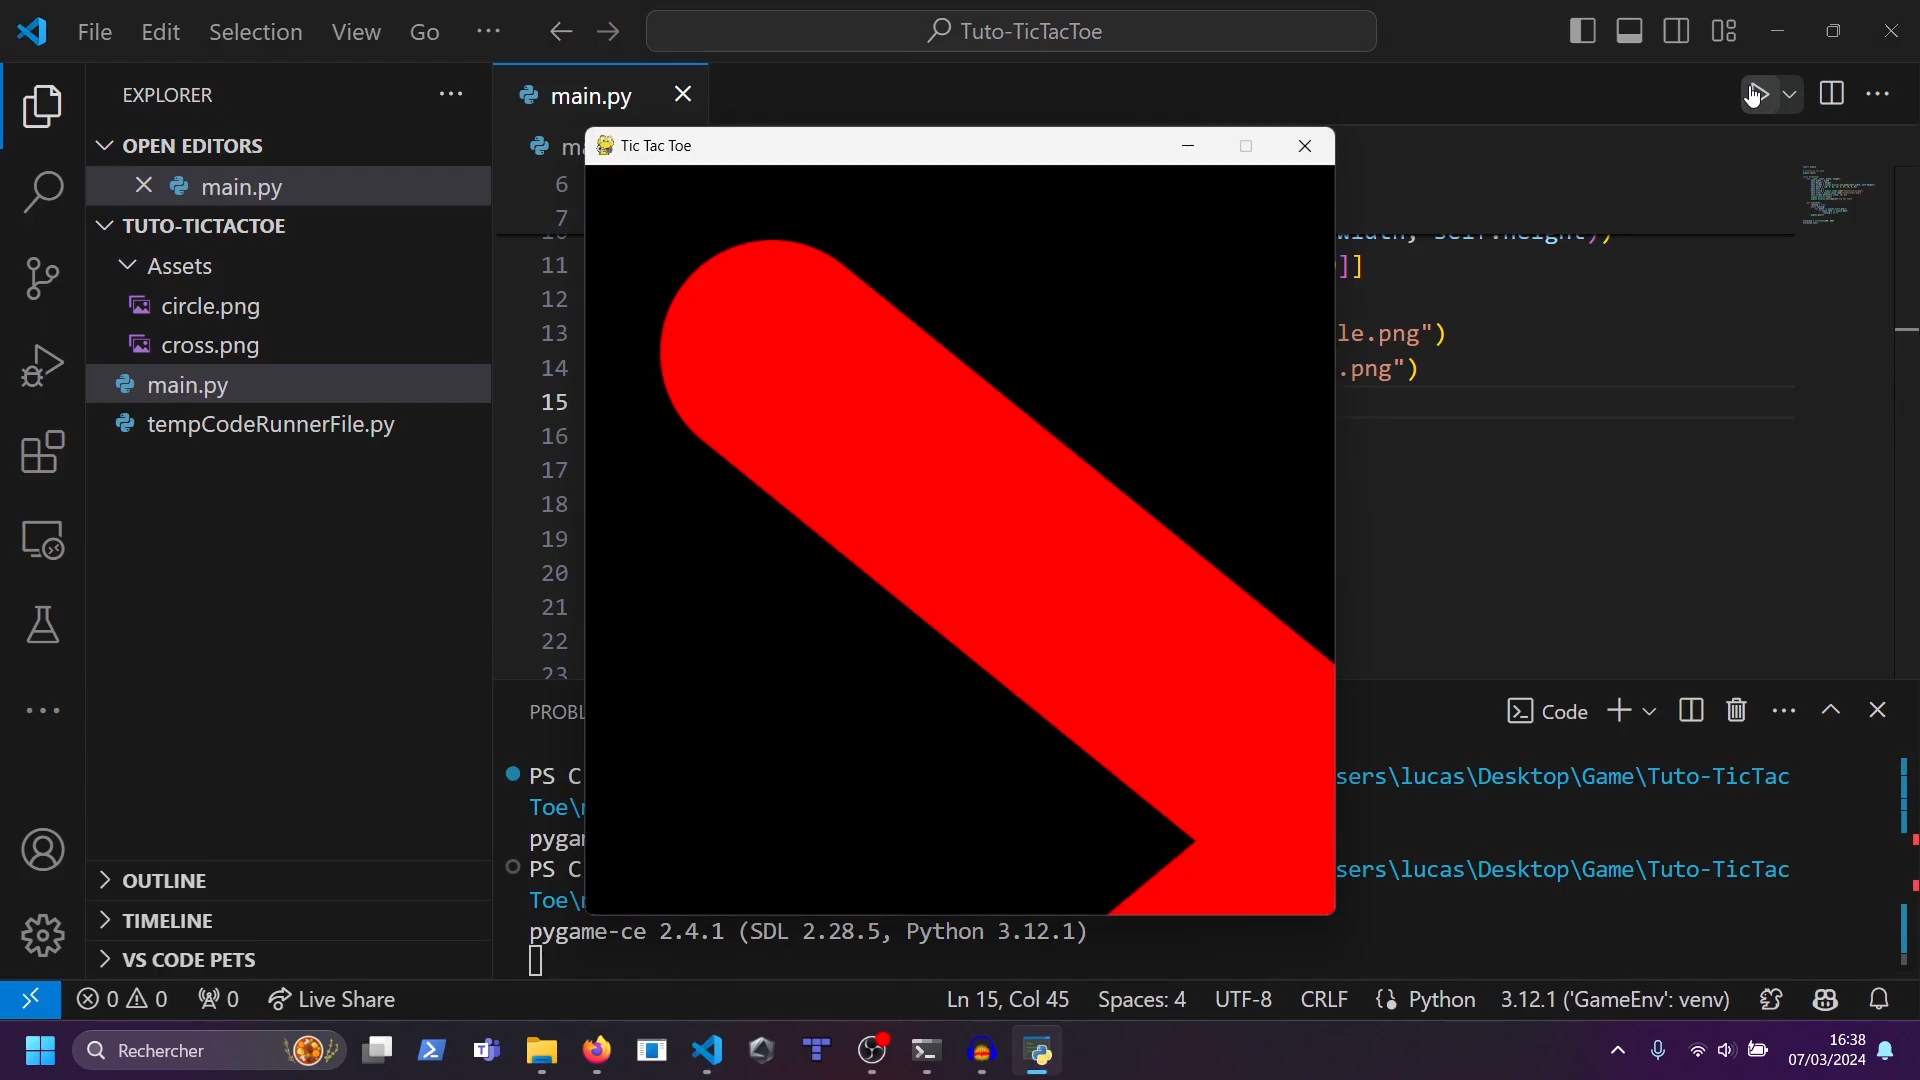 File Edit Selection View Go ··· Tuto-TicTacToe
EXPLORER ···
main.py
OPEN EDITORS
main.py
TUTO-TICTACTOE
Assets
circle.png
cross.png
main.py
tempCodeRunnerFile.py
OUTLINE
TIMELINE
VS CODE PETS
Tic Tac Toe
6
7
11 ]]
12
13 le.png")
14 .png")
15
16
17
18
19
20
21
22
23
PROBL
Code
PS C sers\lucas\Desktop\Game\Tuto-TicTac
Toe\
pygam
PS C sers\lucas\Desktop\Game\Tuto-TicTac
Toe\
pygame-ce 2.4.1 (SDL 2.28.5, Python 3.12.1)
0 0 0 Live Share Ln 15, Col 45 Spaces: 4 UTF-8 CRLF Python 3.12.1 ('GameEnv': venv)
Rechercher
16:38
07/03/2024